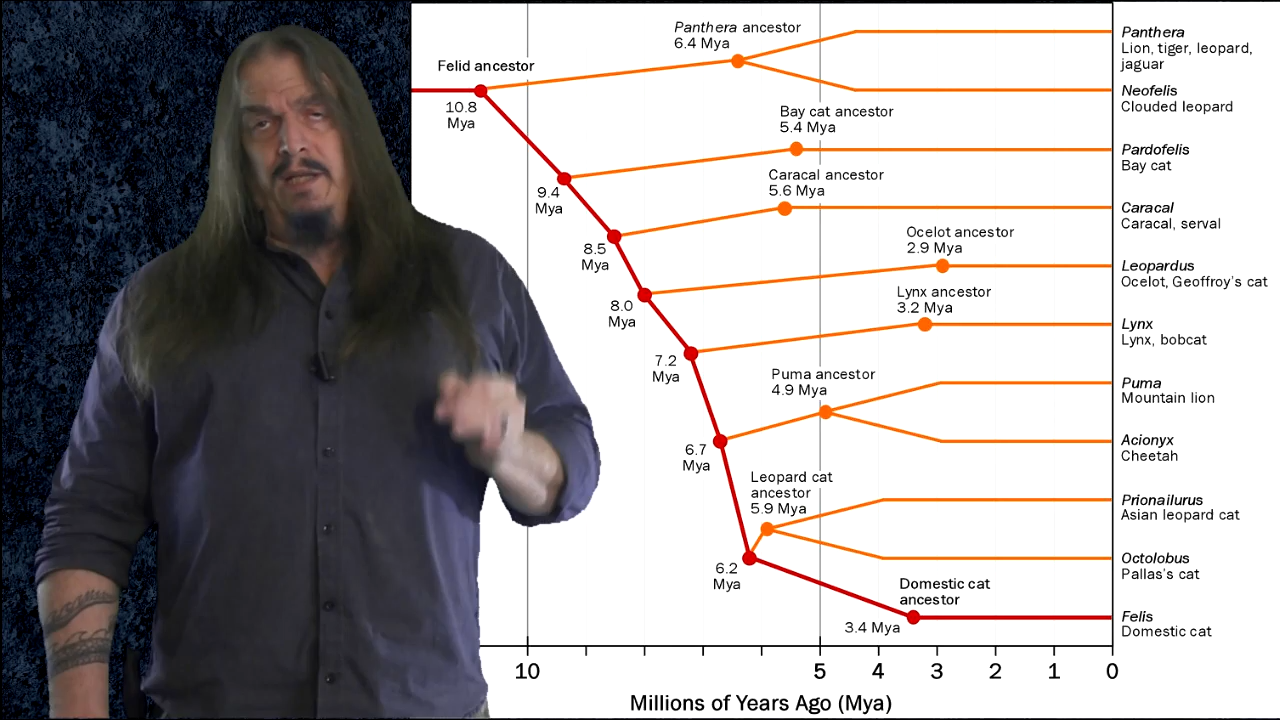 Panthera ancestor
6.4 Mya
Panthera
Lion, tiger, leopard,
jaguar
Felid ancestor
10.8
Mya
Neofelis
Clouded leopard
Bay cat ancestor
5.4 Mya
Pardofelis
Bay cat
9.4
Mya
Caracal ancestor
5.6 Mya
Caracal
Caracal, serval
8.5
Mya
Ocelot ancestor
2.9 Mya
Leopardus
Ocelot, Geoffroy's cat
8.0
Mya
Lynx ancestor
3.2 Mya
Lynx
Lynx, bobcat
7.2
Mya
Puma ancestor
4.9 Mya
Puma
Mountain lion
6.7
Mya
Acionyx
Cheetah
Leopard cat
ancestor
5.9 Mya
Prionailurus
Asian leopard cat
6.2
Mya
Octolobus
Pallas's cat
Domestic cat
ancestor
3.4 Mya
Felis
Domestic cat
10 5 4 3 2 1 0
Millions of Years Ago (Mya)